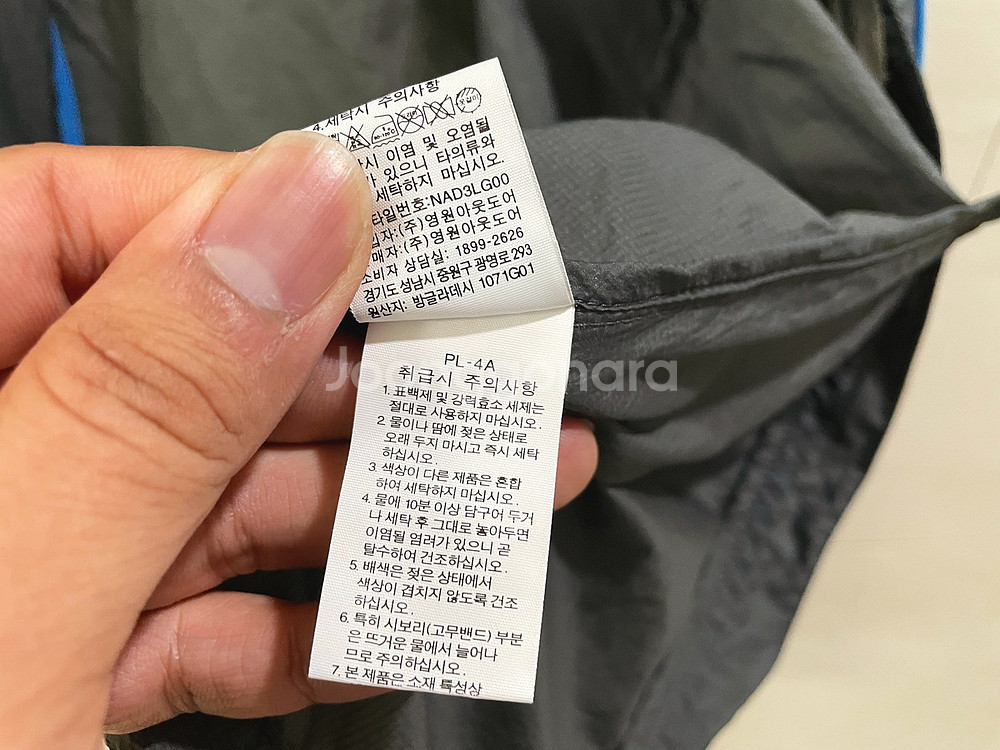 4.세탁시 주의사항
시 이염 및 오염될
가 있으니 타의류와
세탁하지 마십시오.
타일번호:NAD3LG00
입자:(주)영원아웃도어
매자:(주)영원아웃도어
소비자 상담실: 1899-2626
경기도 성남시 중원구 광명로 293
원산지: 방글라데시 1071G01
PL-4A
취급시 주의사항
1. 표백제 및 강력효소 세제는
절대로 사용하지 마십시오.
2. 물이나 땀에 젖은 상태로
오래 두지 마시고 즉시 세탁
하십시오.
3. 색상이 다른 제품은 혼합
하여 세탁하지 마십시오.
4. 물에 10분 이상 담구어 두거
나 세탁 후 그대로 놓아두면
이염될 염려가 있으니 곧
탈수하여 건조하십시오.
5. 배색은 젖은 상태에서
색상이 겹치지 않도록 건조
하십시오.
6. 특히 시보리(고무밴드) 부분
은 뜨거운 물에서 늘어나
므로 주의하십시오.
7. 본 제품은 소재 특성상